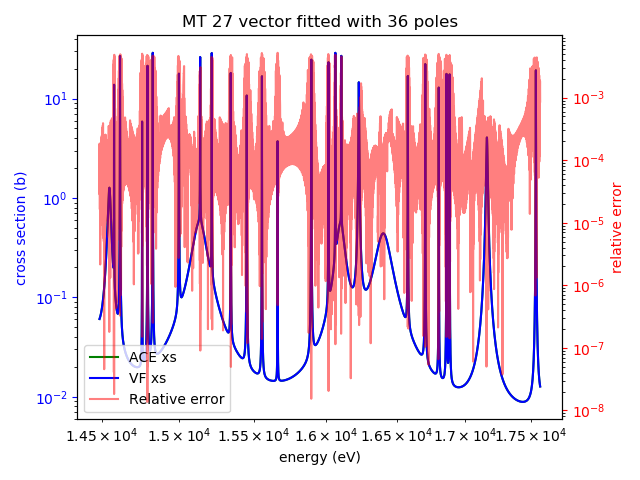 MT 27 vector fitted with 36 poles
cross section (b)
10¹
10⁰
10⁻¹
10⁻²
relative error
10⁻³
10⁻⁴
10⁻⁵
10⁻⁶
10⁻⁷
10⁻⁸
ACE xs
VF xs
Relative error
1.45×10⁴ 1.5×10⁴ 1.55×10⁴ 1.6×10⁴ 1.65×10⁴ 1.7×10⁴ 1.75×10⁴
energy (eV)